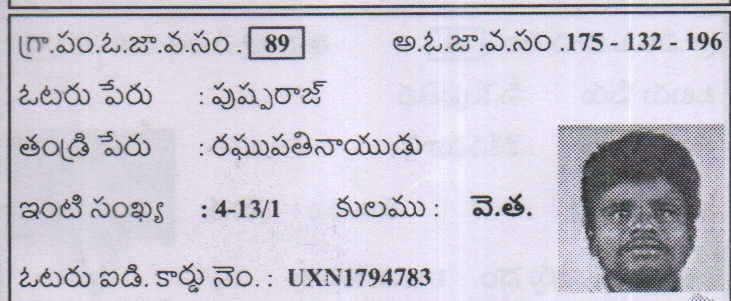 గ్రా.పం.ఓ.జా.వ.సం. 89 అ.ఓ.జా.వ.సం .175 - 132 - 196
ఓటరు పేరు : పుష్పరాజ్
తండ్రి పేరు : రఘుపతినాయుడు
ఇంటి సంఖ్య : 4-13/1 కులము : వె.త.
ఓటరు ఐడి. కార్డు నెం. : UXN1794783